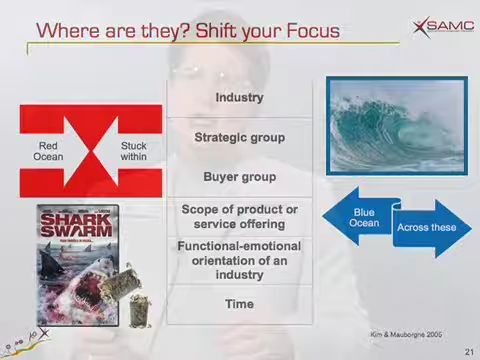 Where are they? Shift your Focus
SAMC
Industry
Red
Ocean
Stuck
within
Strategic group
Buyer group
Scope of product or
service offering
Blue
Ocean
Across these
SHARK
SWARM
Functional-emotional
orientation of an
industry
Time
Kim & Mauborgne 2005
21